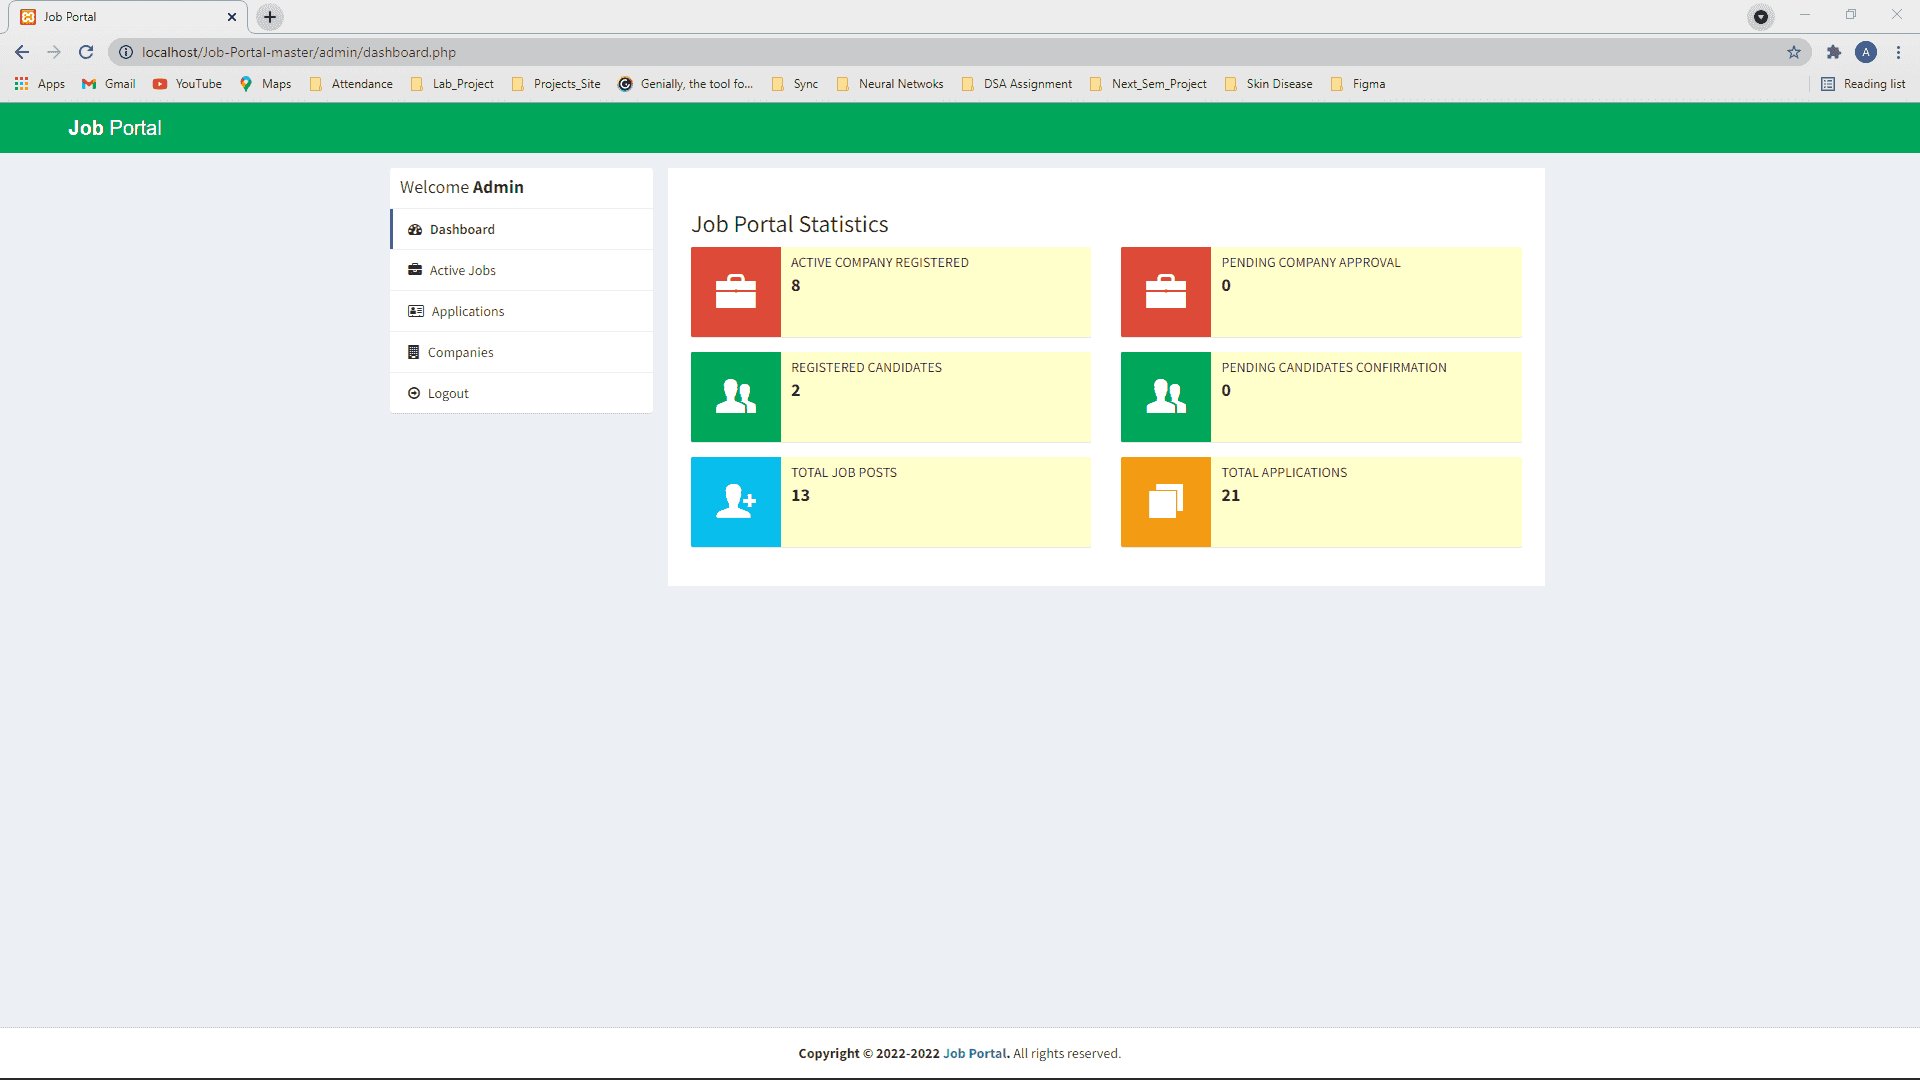 Job Portal
localhost/Job-Portal-master/admin/dashboard.php
A
Apps Gmail YouTube Maps Attendance Lab_Project Projects_Site Genially, the tool fo... Sync Neural Netwoks DSA Assignment Next_Sem_Project Skin Disease Figma Reading list
Job Portal
Welcome Admin
Dashboard
Active Jobs
Applications
Companies
Logout
Job Portal Statistics
ACTIVE COMPANY REGISTERED
8
PENDING COMPANY APPROVAL
0
REGISTERED CANDIDATES
2
PENDING CANDIDATES CONFIRMATION
0
TOTAL JOB POSTS
13
TOTAL APPLICATIONS
21
Copyright © 2022-2022 Job Portal. All rights reserved.